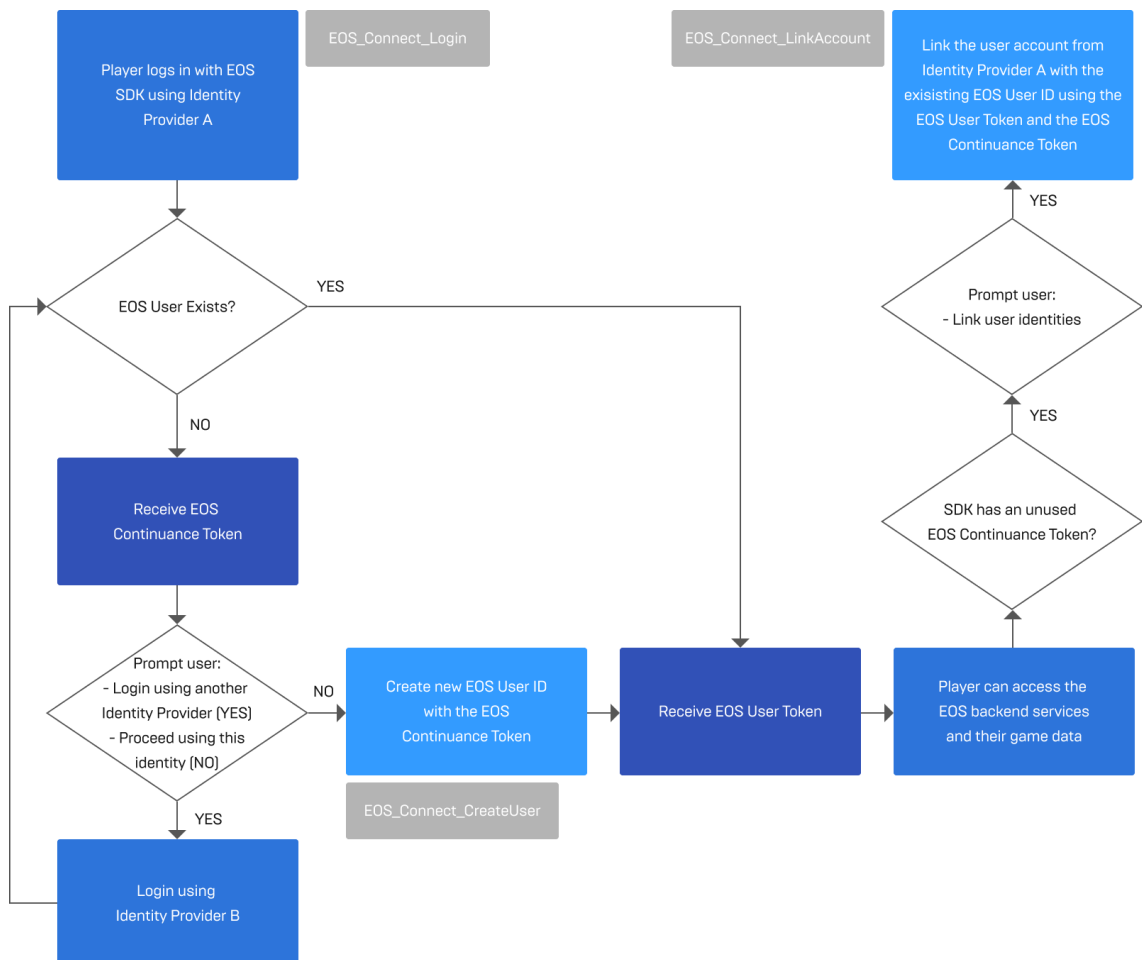 Player logs in with EOS
SDK using Identity
Provider A
EOS_Connect_Login
EOS_Connect_LinkAccount
Link the user account from
Identity Provider A with the
exisisting EOS User ID using the
EOS User Token and the EOS
Continuance Token
YES
EOS User Exists?
YES
Prompt user:
- Link user identities
NO
YES
Receive EOS
Continuance Token
SDK has an unused
EOS Continuance Token?
Prompt user:
- Login using another
Identity Provider (YES)
- Proceed using this
identity (NO)
NO
Create new EOS User ID
with the EOS
Continuance Token
Receive EOS User Token
Player can access the
EOS backend services
and their game data
EOS_Connect_CreateUser
YES
Login using
Identity Provider B